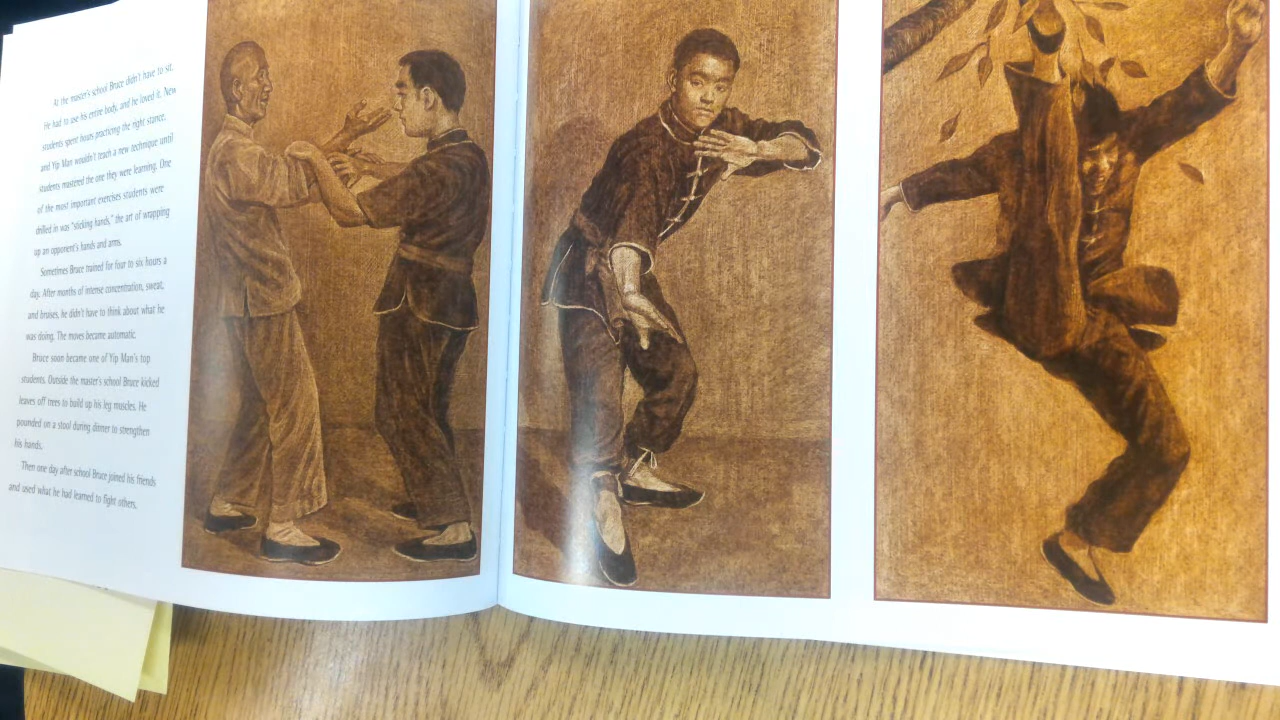 At the master's school Bruce didn't have to sit.
He had to use his entire body, and he loved it. New
students spent hours practicing the right stance,
and Yip Man wouldn't teach a new technique until
students mastered the one they were learning. One
of the most important exercises students were
drilled in was "sticking hands," the art of wrapping
up an opponent's hands and arms.
Sometimes Bruce trained for four to six hours a
day. After months of intense concentration, sweat,
and bruises, he didn't have to think about what he
was doing. The moves became automatic.
Bruce soon became one of Yip Man's top
students. Outside the master's school Bruce kicked
leaves off trees to build up his leg muscles. He
pounded on a stool during dinner to strengthen
his hands.
Then one day after school Bruce joined his friends
and used what he had learned to fight others.